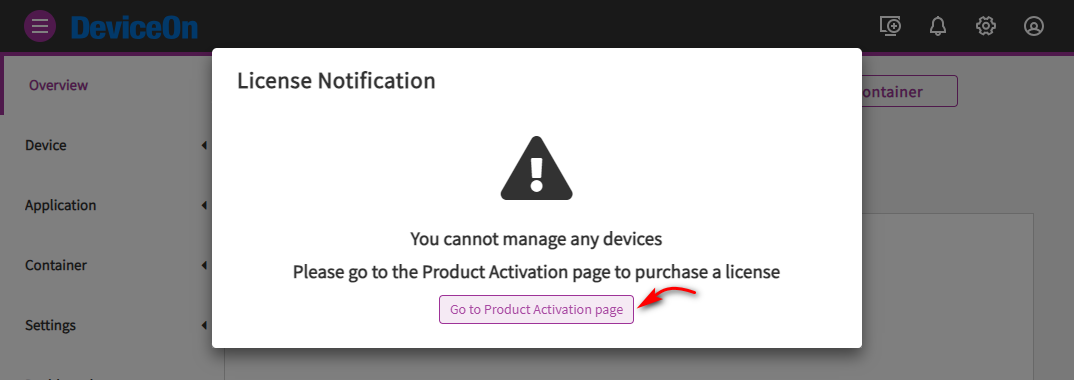 DeviceOn
Overview
Device
Application
Container
Settings
ontainer
License Notification
You cannot manage any devices
Please go to the Product Activation page to purchase a license
Go to Product Activation page